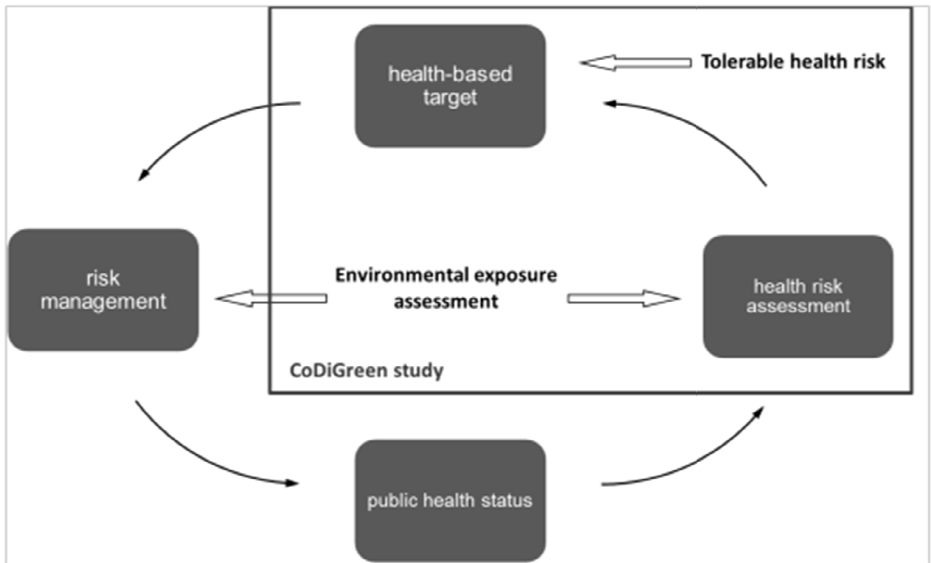 health-based
target
Tolerable health risk
risk
management
Environmental exposure
assessment
health risk
assessment
CoDiGreen study
public health status